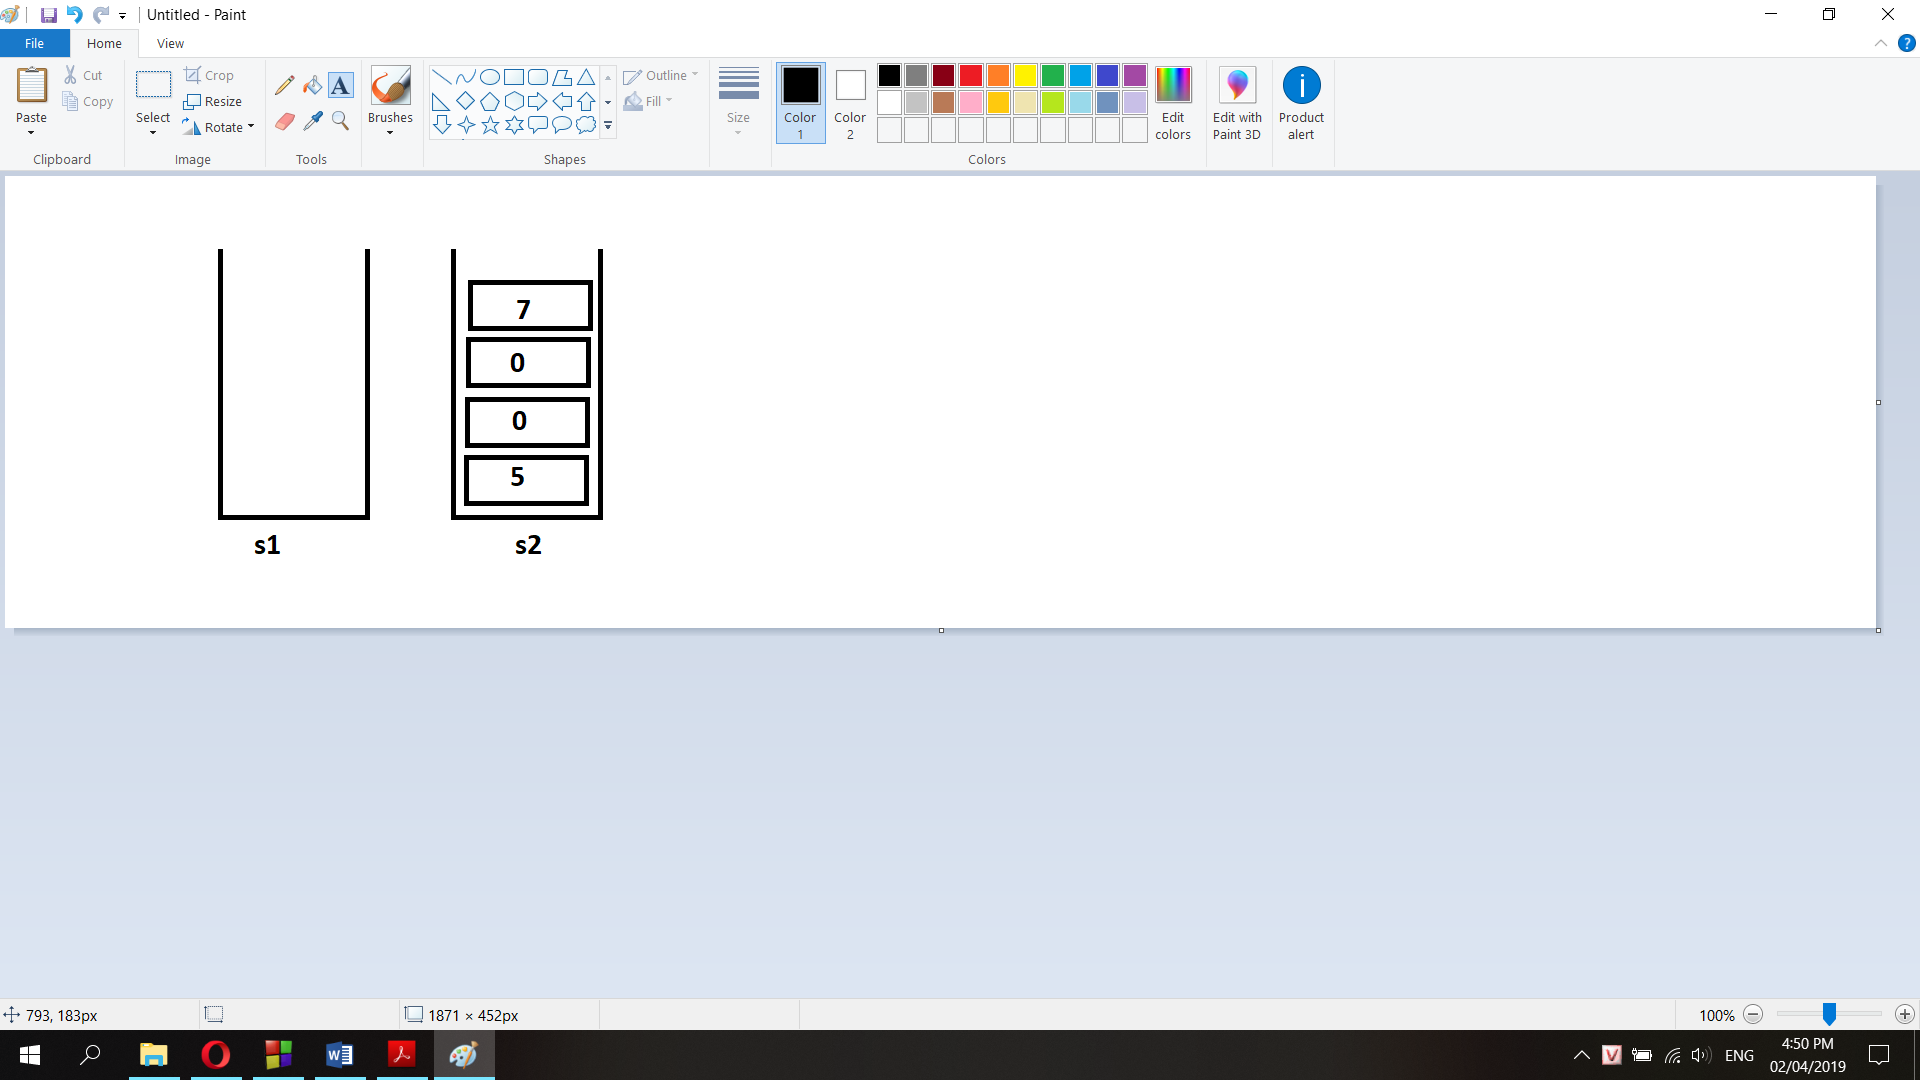 Untitled - Paint
File Home View
Paste
Cut
Copy
Clipboard
Select
Crop
Resize
Rotate
Image
Tools
Brushes
Shapes
Outline
Fill
Size
Color 1
Color 2
Colors
Edit colors
Edit with Paint 3D
Product alert
7
0
0
5
s1 s2
793, 183px
1871 × 452px
100%
ENG
4:50 PM
02/04/2019